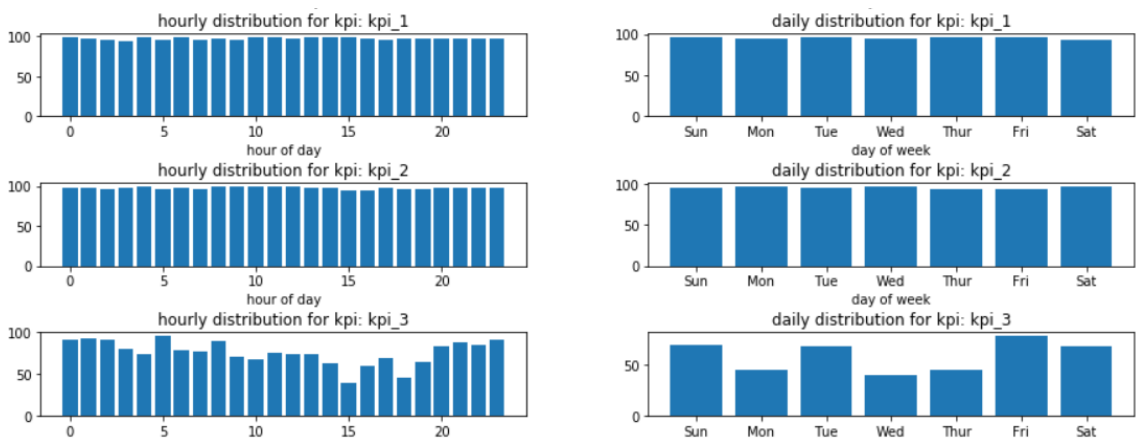 hourly distribution for kpi: kpi_1
100
50
0
0 5 10 15 20
hour of day
daily distribution for kpi: kpi_1
100
50
0
Sun Mon Tue Wed Thur Fri Sat
day of week
hourly distribution for kpi: kpi_2
100
50
0
0 5 10 15 20
hour of day
daily distribution for kpi: kpi_2
100
50
0
Sun Mon Tue Wed Thur Fri Sat
day of week
hourly distribution for kpi: kpi_3
100
50
0
0 5 10 15 20
daily distribution for kpi: kpi_3
50
0
Sun Mon Tue Wed Thur Fri Sat